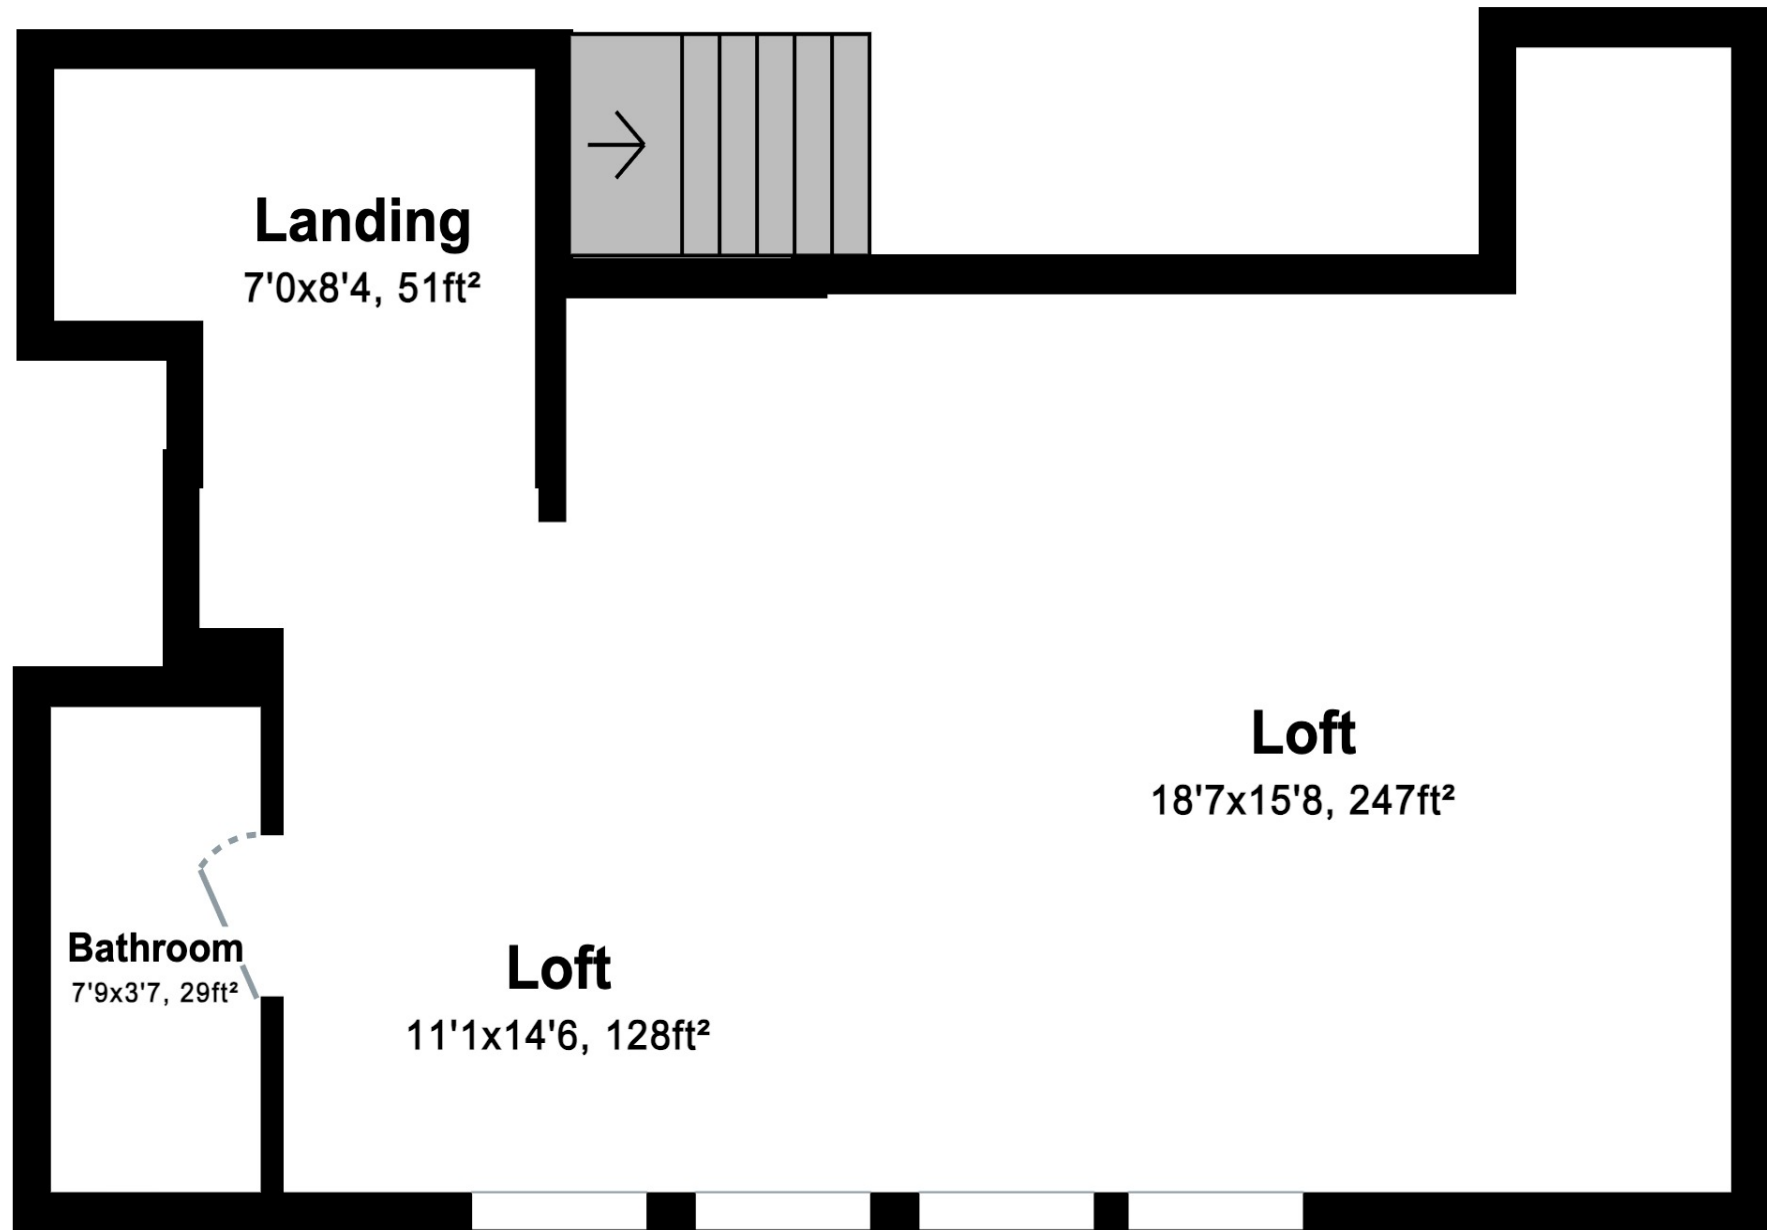 Landing
7'0x8'4, 51ft²
Loft
18'7x15'8, 247ft²
Bathroom
7'9x3'7, 29ft²
Loft
11'1x14'6, 128ft²